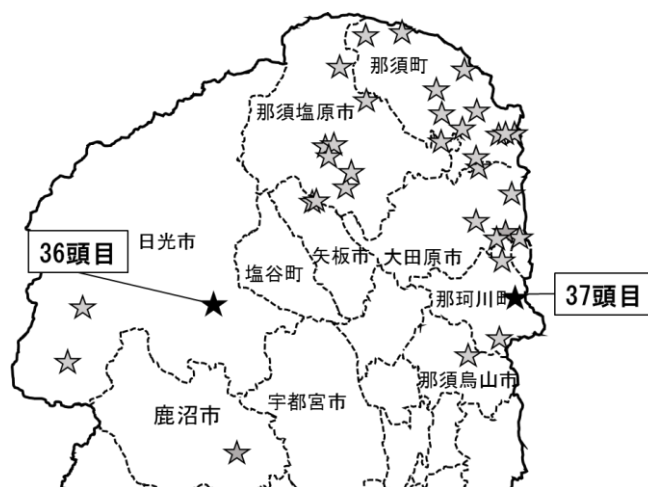 那須町
那須塩原市
日光市
36頭目
矢板市
大田原市
塩谷町
那珂川町
37頭目
那須烏山市
宇都宮市
鹿沼市